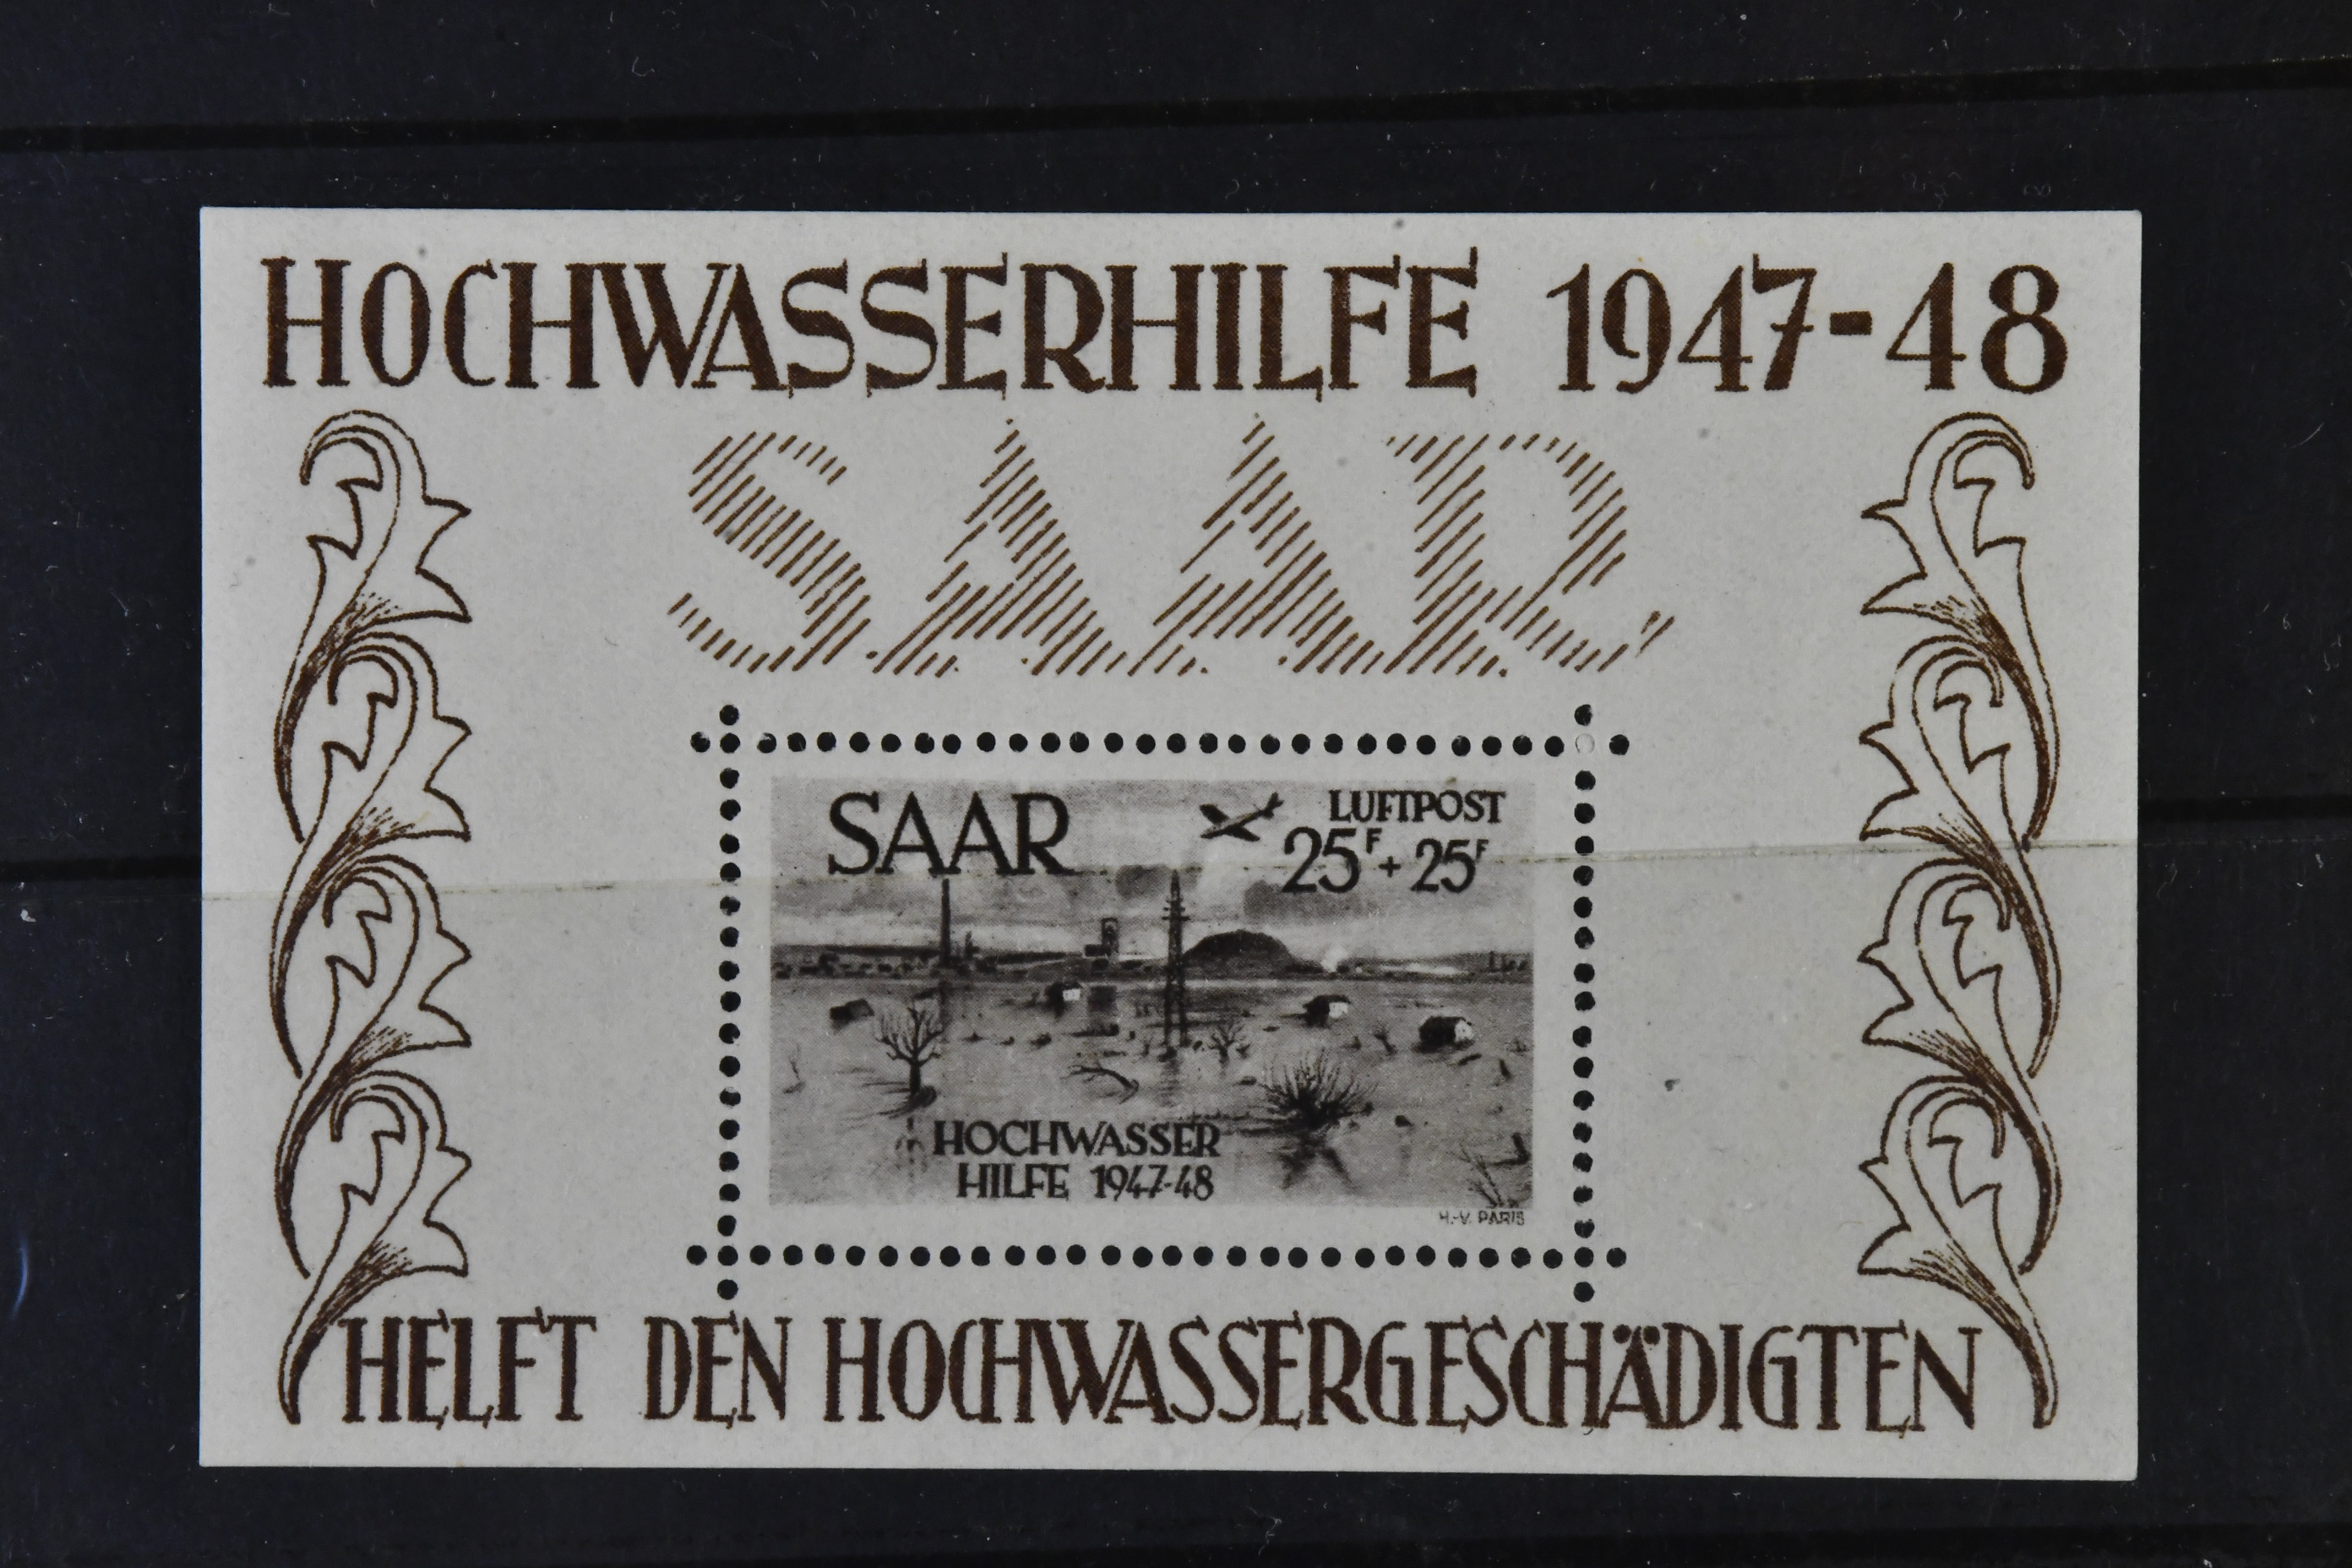 HOCHWASSERHILFE 1947-48
SAAR
SAAR
LUFTPOST
25F + 25F
HOCHWASSER
HILFE 1947-48
H.-V. PARIS
HELFT DEN HOCHWASSERGESCHÄDIGTEN